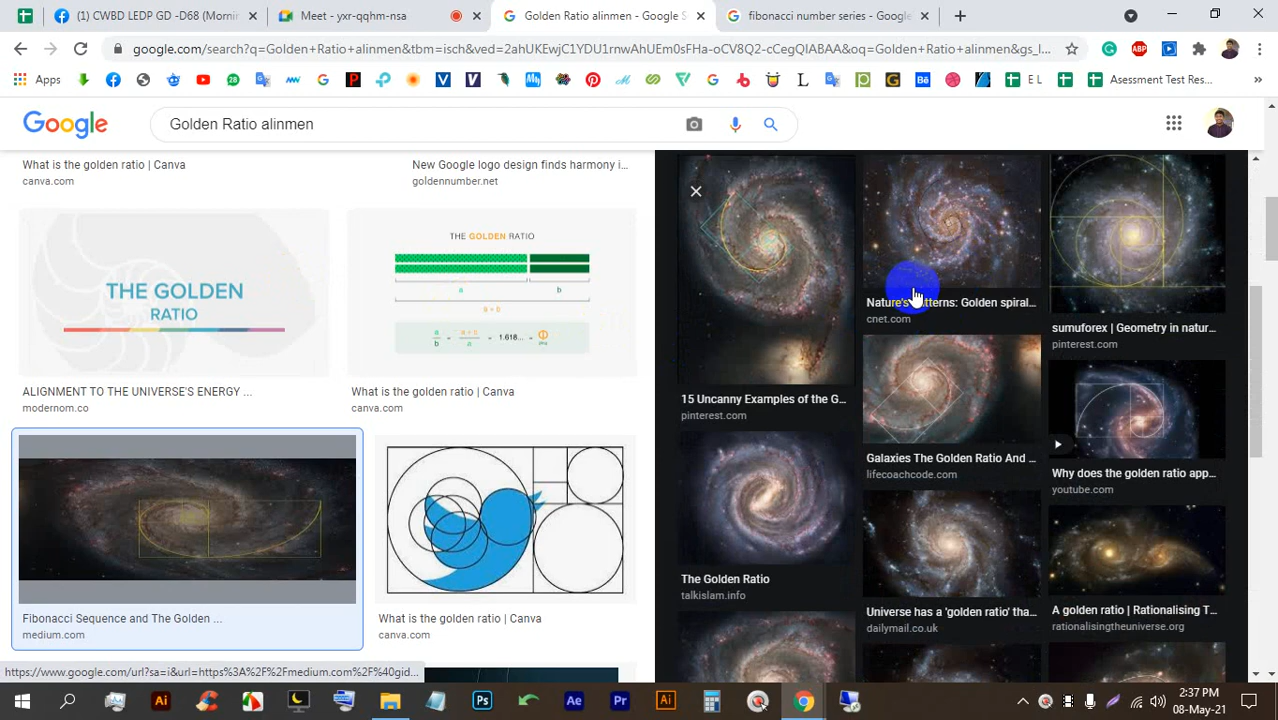 (1) CWBD LEDP GD -D68 (Mornin
Meet - yxr-qqhm-nsa
Golden Ratio alinmen - Google S
fibonacci number series - Google
google.com/search?q=Golden+Ratio+alinmen&tbm=isch&ved=2ahUKEwjC1YDU1rnwAhUEm0sFHa-oCV8Q2-cCegQIABAA&oq=Golden+Ratio+alinmen&gs_l...
Apps
E L
Asessment Test Res...
Google
Golden Ratio alinmen
What is the golden ratio | Canva
canva.com
New Google logo design finds harmony i...
goldennumber.net
THE GOLDEN
RATIO
ALIGNMENT TO THE UNIVERSE'S ENERGY ...
modernom.co
THE GOLDEN RATIO
a
b
a + b
a
b
=
a + b
a
= 1.618... =
What is the golden ratio | Canva
canva.com
Fibonacci Sequence and The Golden ...
medium.com
What is the golden ratio | Canva
canva.com
15 Uncanny Examples of the G...
pinterest.com
Nature's Patterns: Golden spiral...
cnet.com
sumuforex | Geometry in natur...
pinterest.com
Galaxies The Golden Ratio And ...
lifecoachcode.com
Why does the golden ratio app...
youtube.com
The Golden Ratio
talkislam.info
Universe has a 'golden ratio' tha...
dailymail.co.uk
A golden ratio | Rationalising T...
rationalisingtheuniverse.org
https://www.google.com/url?sa=i&url=https%3A%2F%2Fmedium.com%2F%40gid...
2:37 PM
08-May-21